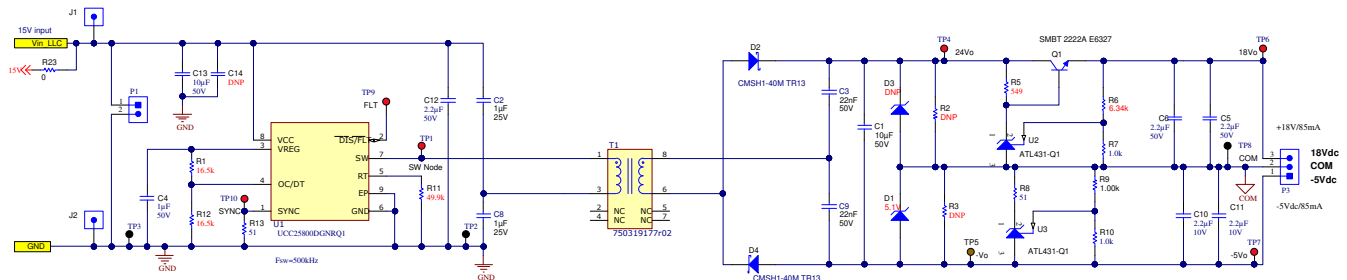 J1
15V input
Vin_LLC
15V
R23
0
P1
1
2
C13
10µF
50V
C14
DNP
GND
J2
GND
TP3
C4
1µF
50V
R1
16.5k
R12
16.5k
TP10
SYNC
R13
51
GND
8
VCC
3
VREG
4
OC/DT
1
SYNC
DIS/FLT
2
SW
7
RT
5
EP
9
GND
6
U1
UCC25800DGNRQ1
Fsw=500kHz
TP9
FLT
TP1
SW Node
R11
49.9k
TP2
C12
2.2µF
50V
C2
1µF
25V
C8
1µF
25V
GND
T1
1
3
2
4
NC
NC
NC
NC
8
6
5
7
750319177r02
D2
CMSH1-40M TR13
D4
CMSH1-40M TR13
C3
22nF
50V
C9
22nF
50V
C1
10µF
50V
D3
DNP
D1
5.1V
R2
DNP
R3
DNP
TP4
24Vo
TP5
-Vo
SMBT 2222A E6327
Q1
R5
549
U2
ATL431-Q1
1
3
R6
6.34k
R7
1.0k
R8
51
R9
1.00k
R10
1.0k
U3
ATL431-Q1
1
3
C6
2.2µF
50V
C5
2.2µF
50V
C10
2.2µF
10V
C11
2.2µF
10V
TP6
18Vo
TP8
COM
TP7
-5Vo
COM
+18V/85mA
-5Vdc/85mA
3
2
1
P3
18Vdc
COM
-5Vdc